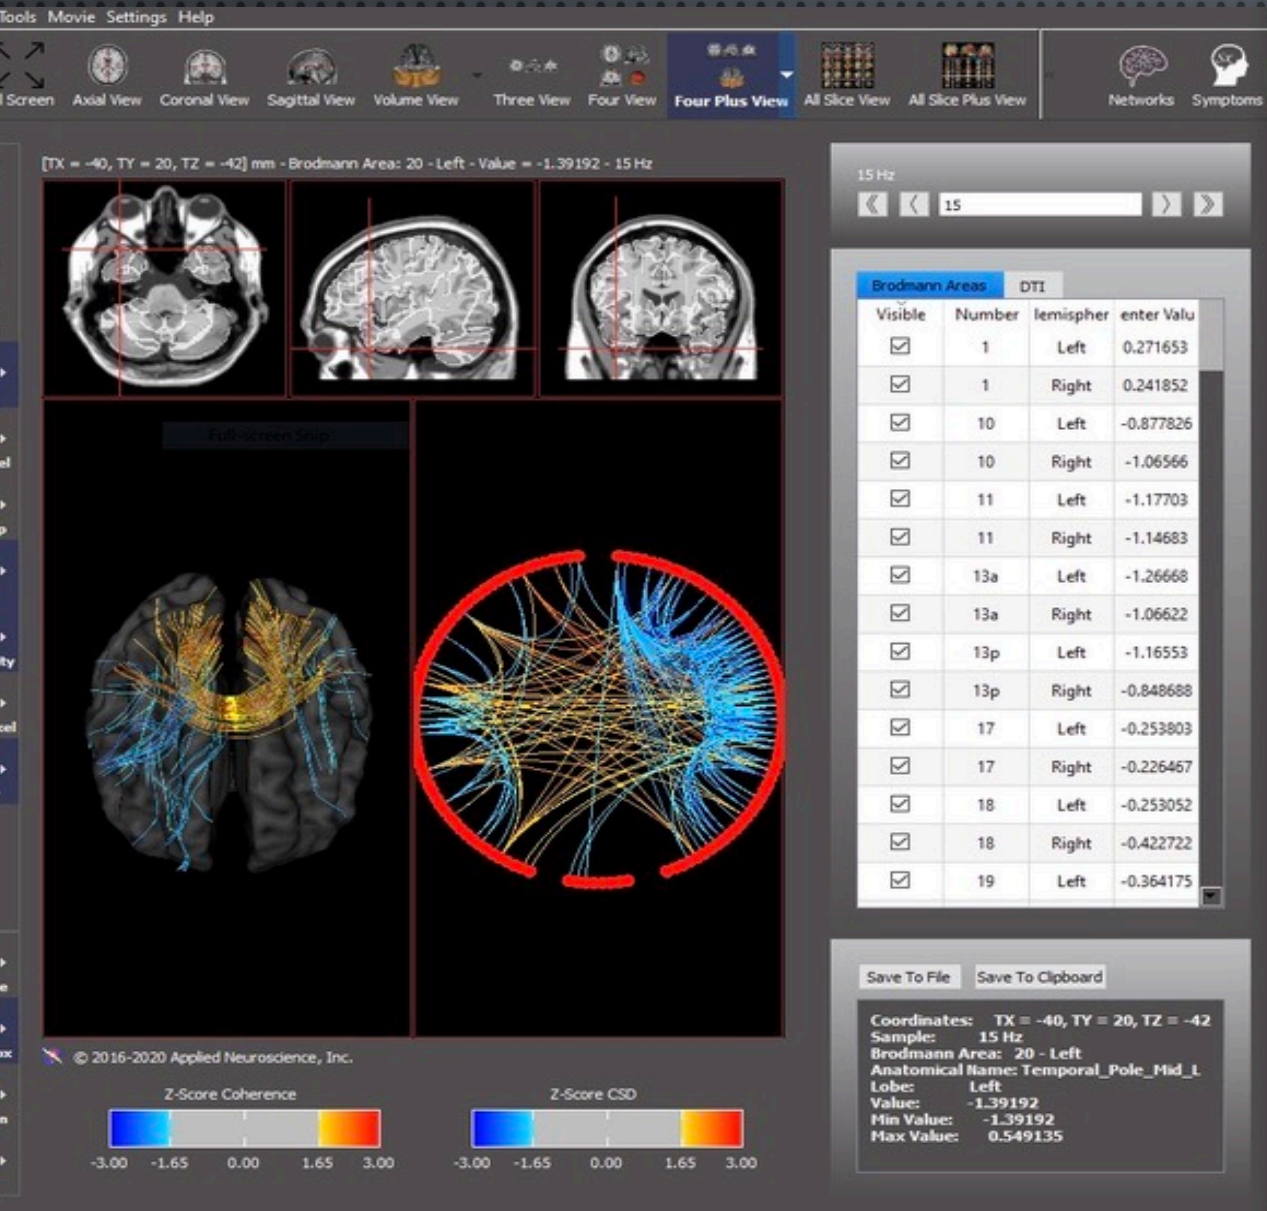 Tools Movie Settings Help
Screen Axial View Coronal View Sagittal View Volume View Three View Four View Four Plus View All Slice View All Slice Plus View Networks Symptoms
[TX = -40, TY = 20, TZ = -42] mm - Brodmann Area: 20 - Left - Value = -1.39192 - 15 Hz
Full-screen Snip
© 2016-2020 Applied Neuroscience, Inc.
Z-Score Coherence
-3.00 -1.65 0.00 1.65 3.00
Z-Score CSD
-3.00 -1.65 0.00 1.65 3.00
15 Hz
15
Brodmann Areas DTI
Visible Number lemispher enter Valu
1 Left 0.271653
1 Right 0.241852
10 Left -0.877826
10 Right -1.06566
11 Left -1.17703
11 Right -1.14683
13a Left -1.26668
13a Right -1.06622
13p Left -1.16553
13p Right -0.848688
17 Left -0.253803
17 Right -0.226467
18 Left -0.253052
18 Right -0.422722
19 Left -0.364175
Save To File Save To Clipboard
Coordinates: TX = -40, TY = 20, TZ = -42
Sample: 15 Hz
Brodmann Area: 20 - Left
Anatomical Name: Temporal_Pole_Mid_L
Lobe: Left
Value: -1.39192
Min Value: -1.39192
Max Value: 0.549135